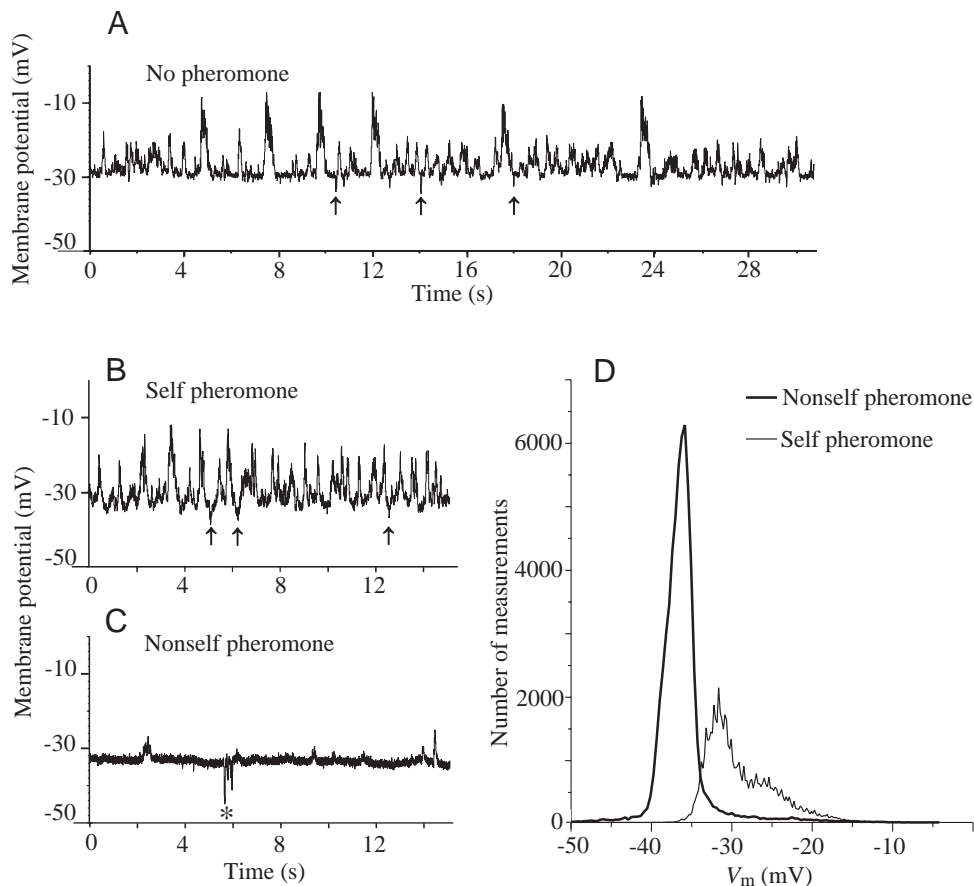 A
No pheromone
Membrane potential (mV)
-10
-30
-50
0 4 8 12 16 20 24 28
Time (s)
B
Self pheromone
Membrane potential (mV)
-10
-30
-50
0 4 8 12
C
Nonself pheromone
-10
-30
-50
*
0 4 8 12
Time (s)
D
Nonself pheromone
Self pheromone
Number of measurements
6000
4000
2000
0
-50 -40 -30 -20 -10
Vm (mV)